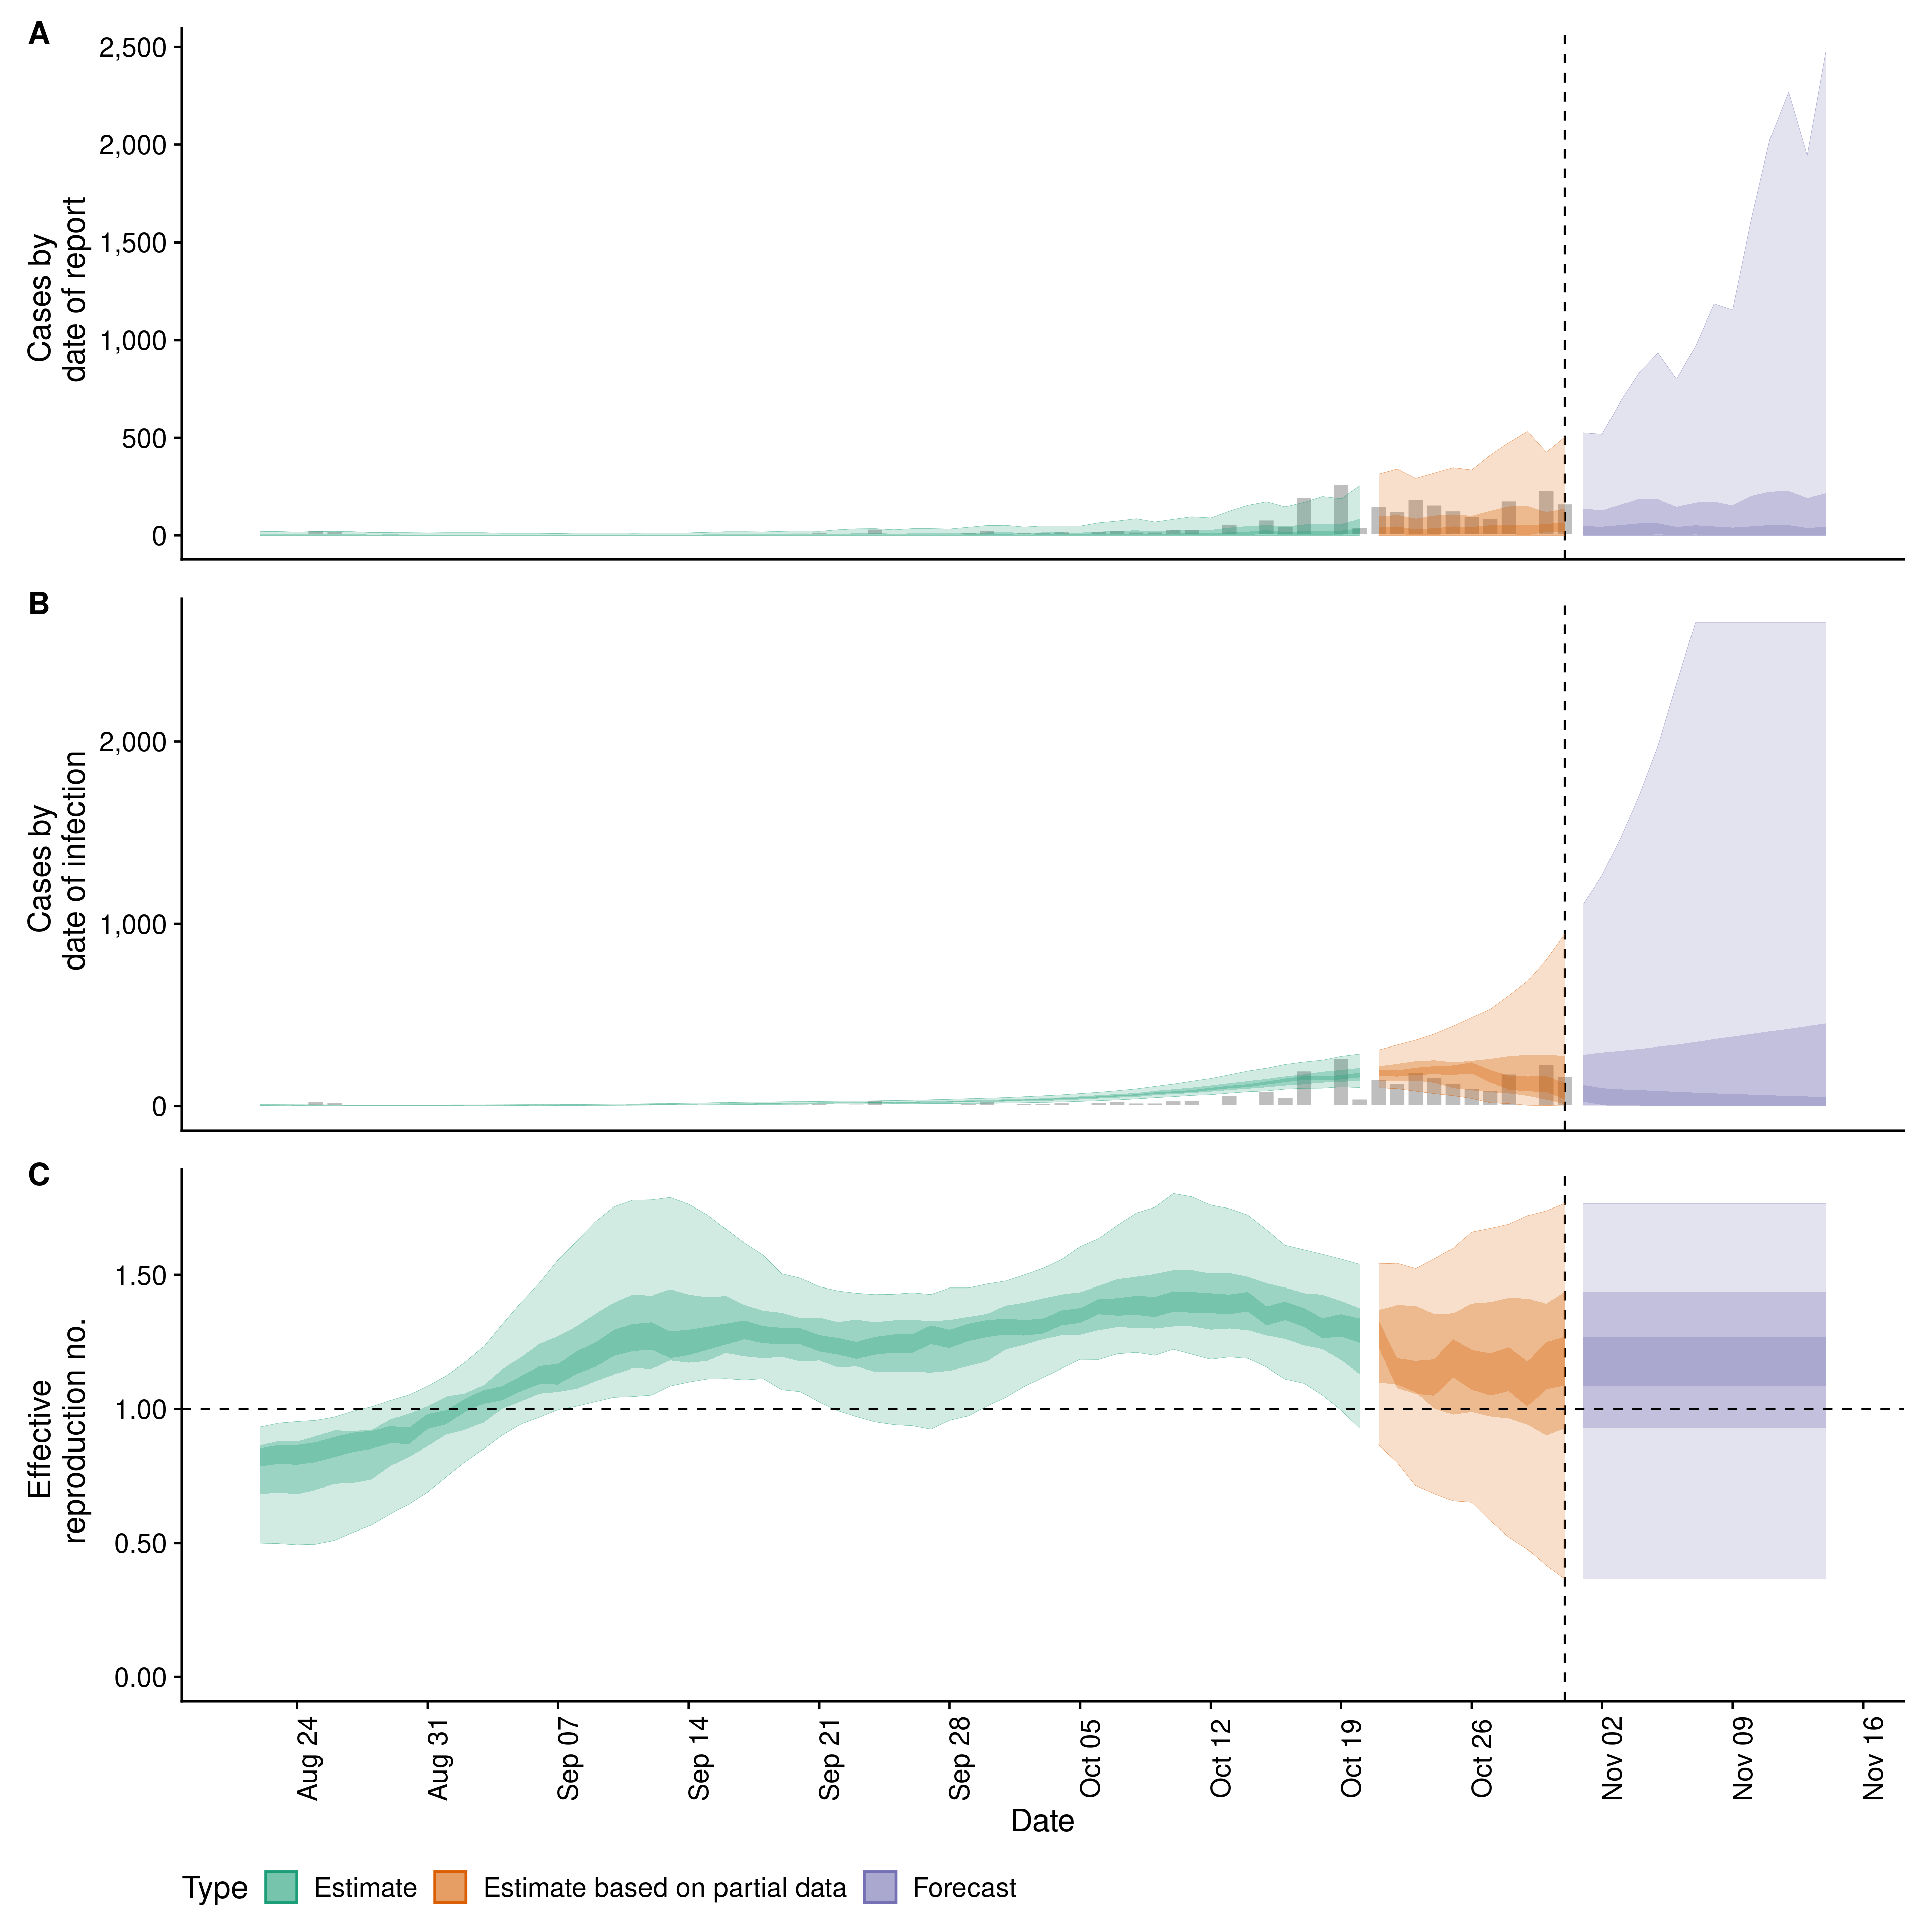 A
2,500
2,000
1,500
1,000
500
0
Cases by
date of report
B
2,000
1,000
0
Cases by
date of infection
C
1.50
1.00
0.50
0.00
Effective
reproduction no.
Aug 24
Aug 31
Sep 07
Sep 14
Sep 21
Sep 28
Oct 05
Oct 12
Oct 19
Oct 26
Nov 02
Nov 09
Nov 16
Date
Type Estimate Estimate based on partial data Forecast